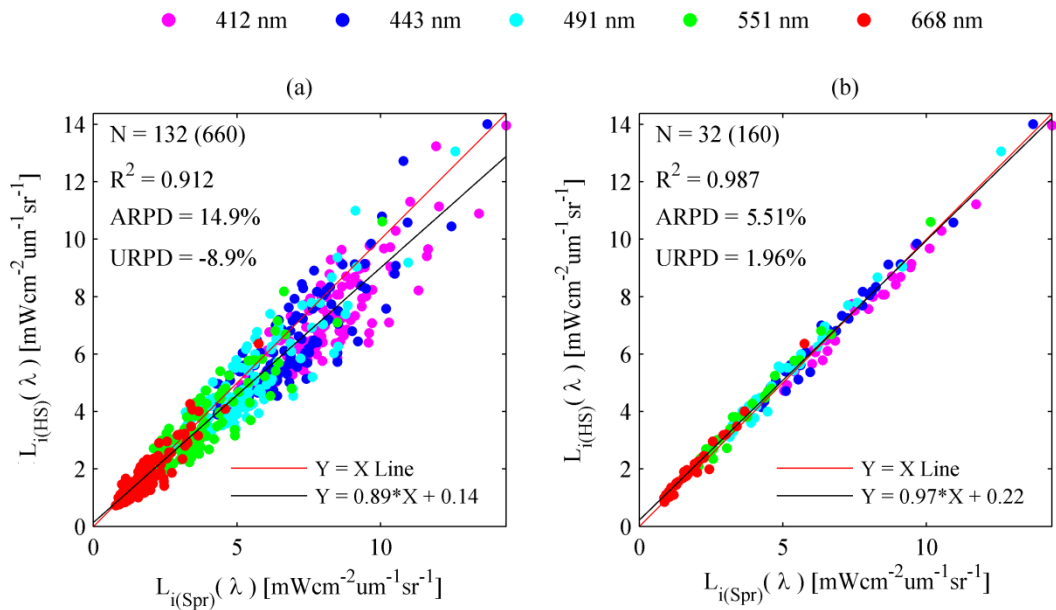 412 nm 443 nm 491 nm 551 nm 668 nm
(a)
N = 132 (660)
R² = 0.912
ARPD = 14.9%
URPD = -8.9%
Y = X Line
Y = 0.89*X + 0.14
14
12
10
8
6
4
2
0
0 5 10
L_i(HS)(λ) [mWcm⁻²um⁻¹sr⁻¹]
L_i(Spr)(λ) [mWcm⁻²um⁻¹sr⁻¹]
(b)
N = 32 (160)
R² = 0.987
ARPD = 5.51%
URPD = 1.96%
Y = X Line
Y = 0.97*X + 0.22
14
12
10
8
6
4
2
0
0 5 10
L_i(HS)(λ) [mWcm⁻²um⁻¹sr⁻¹]
L_i(Spr)(λ) [mWcm⁻²um⁻¹sr⁻¹]